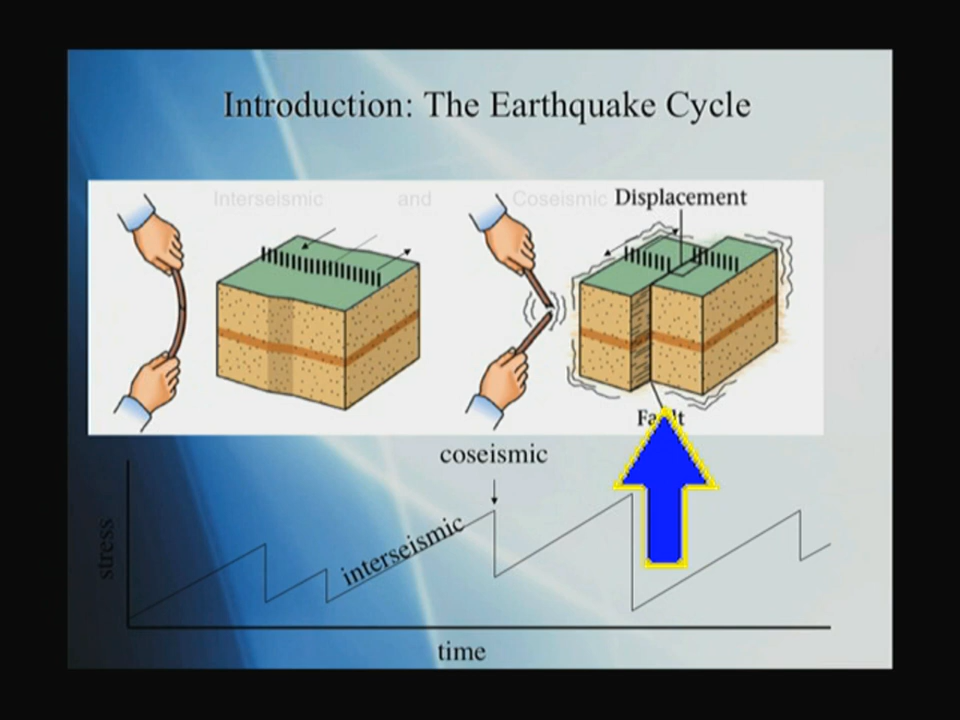 Introduction: The Earthquake Cycle
Interseismic and Coseismic
Displacement
Fault
coseismic
interseismic
stress
time